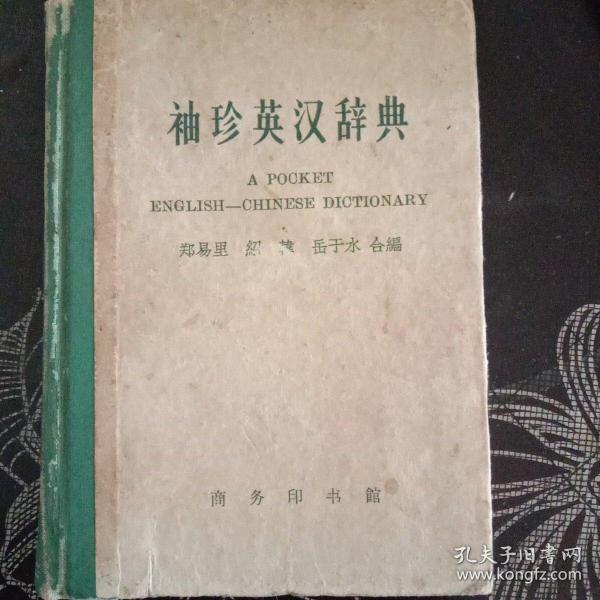 袖珍英汉辞典
A POCKET
ENGLISH—CHINESE DICTIONARY
郑易里 岳于水 合編
商务印书館
孔夫子旧書网
www.kongfz.com